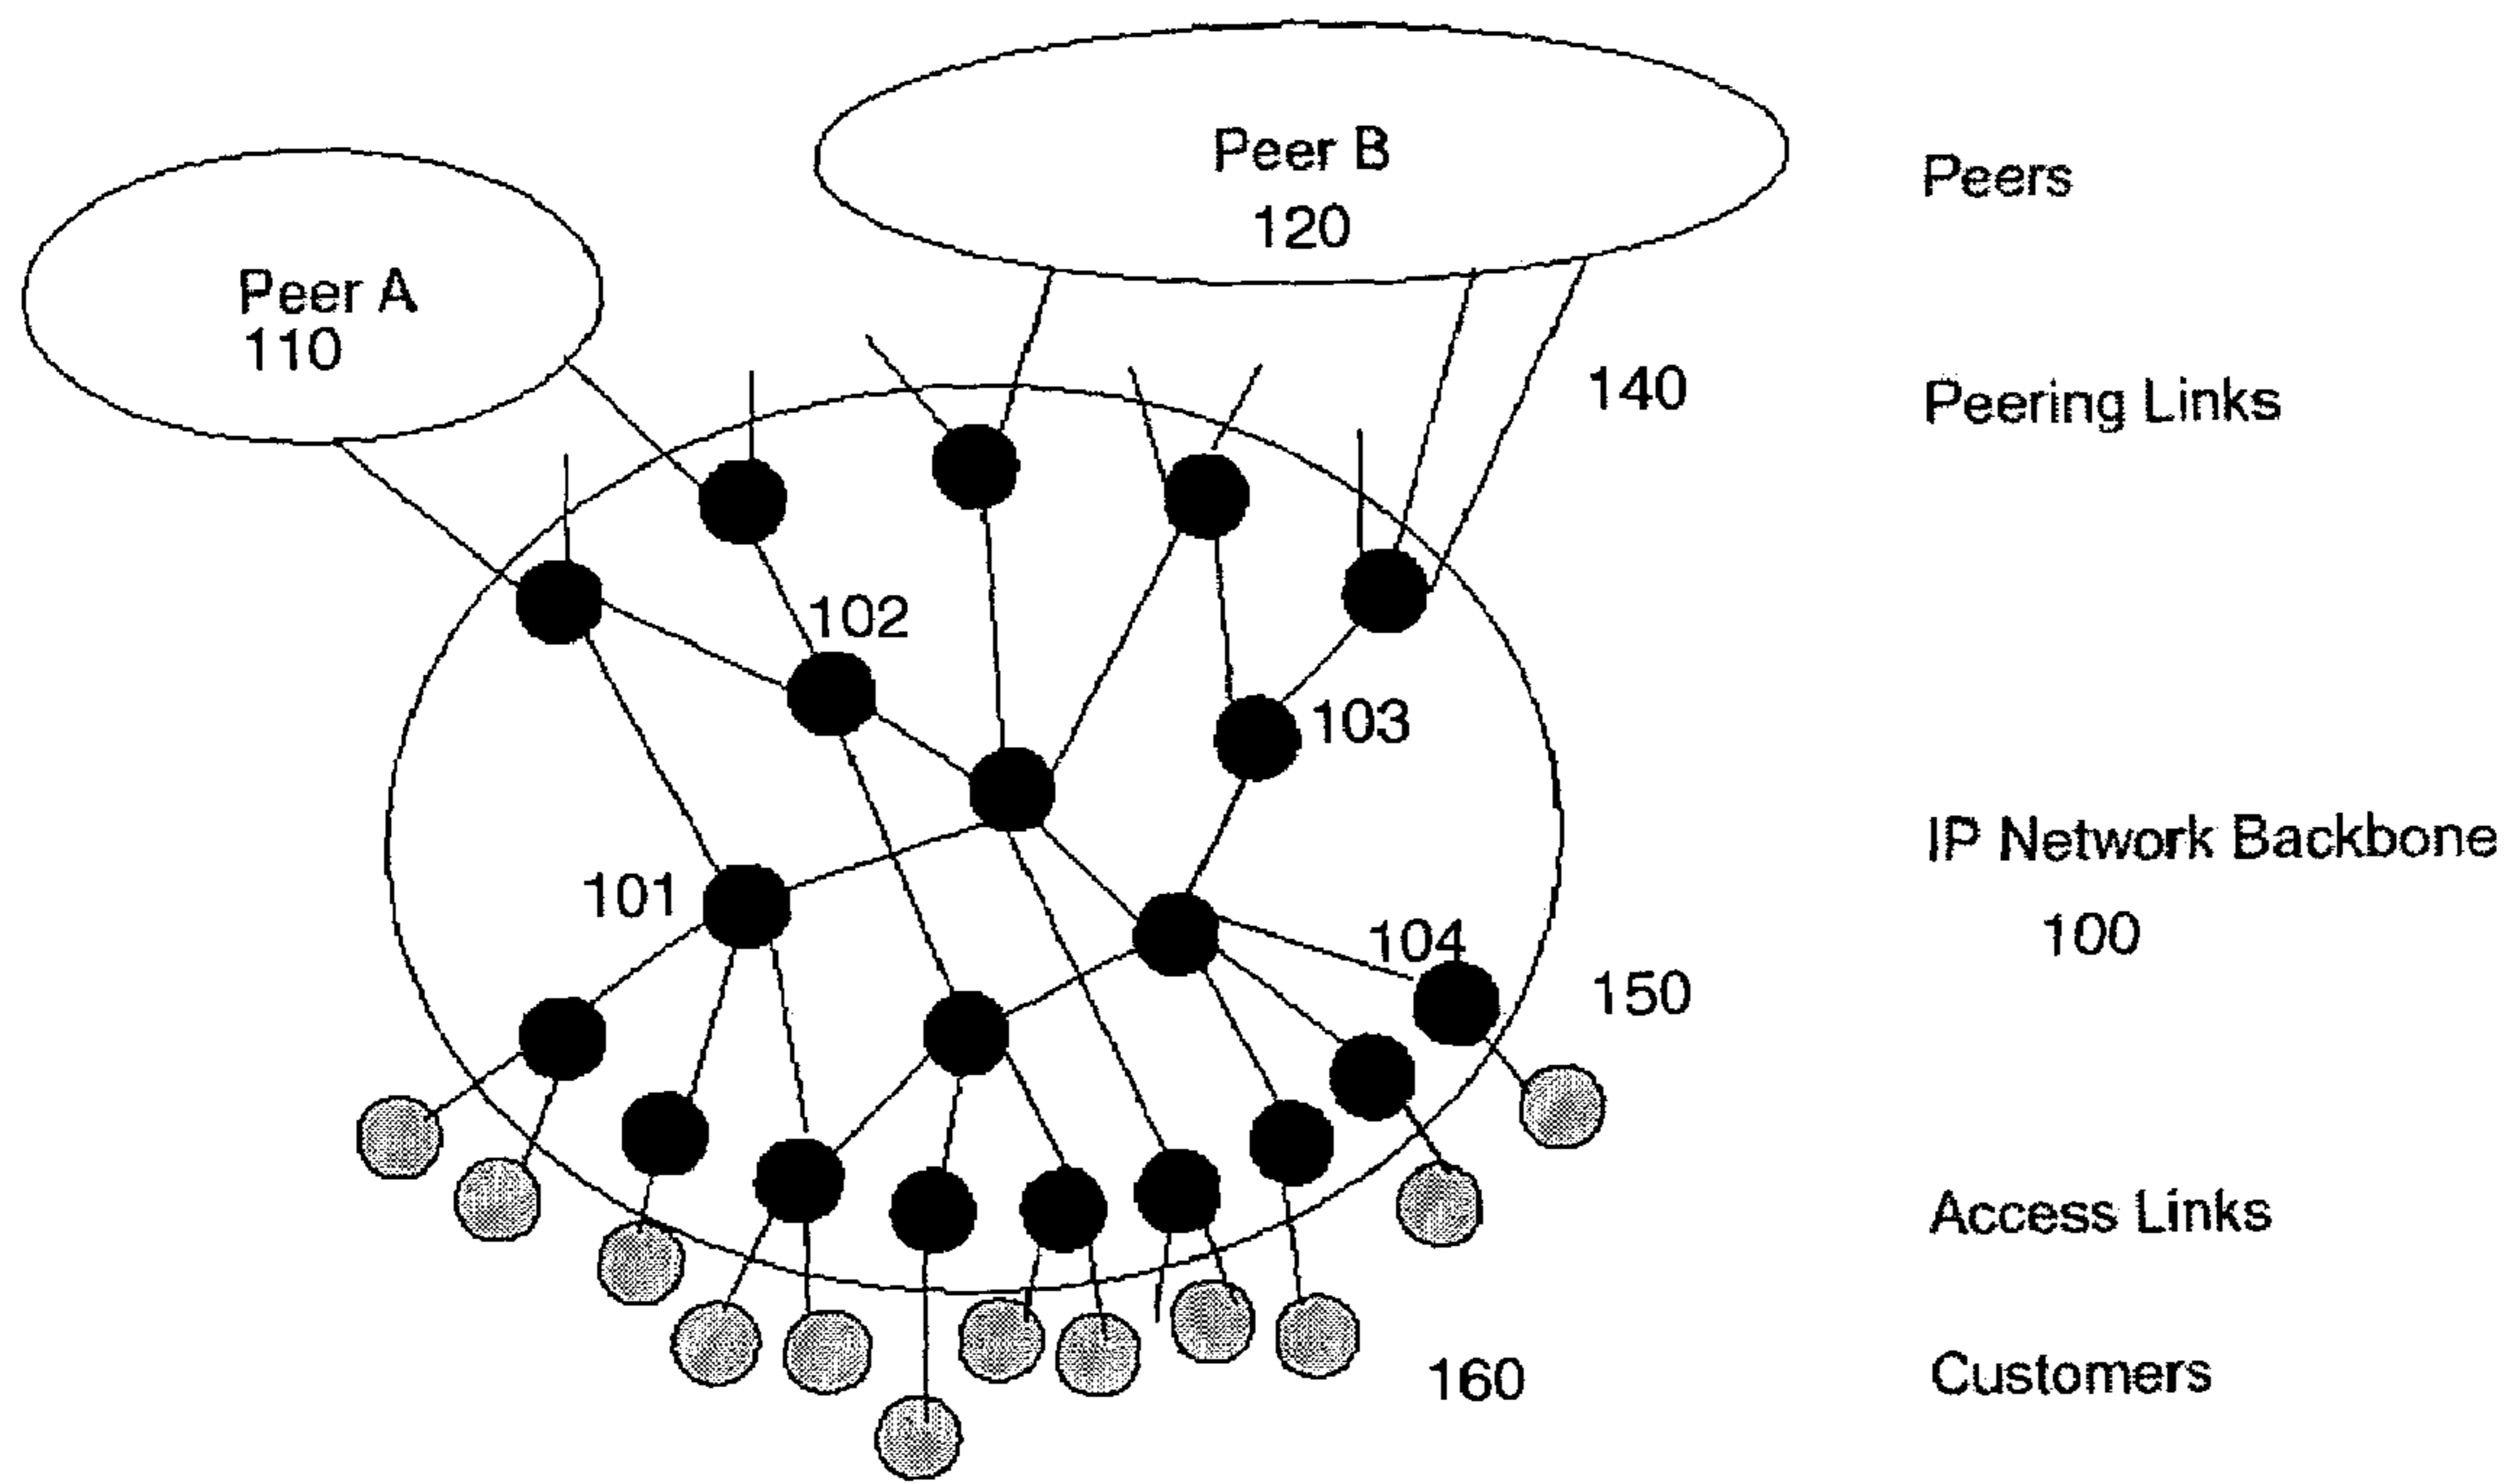 Peer B
120
Peers
Peer A
110
140
Peering Links
102
103
101
IP Network Backbone
104
100
150
Access Links
160
Customers